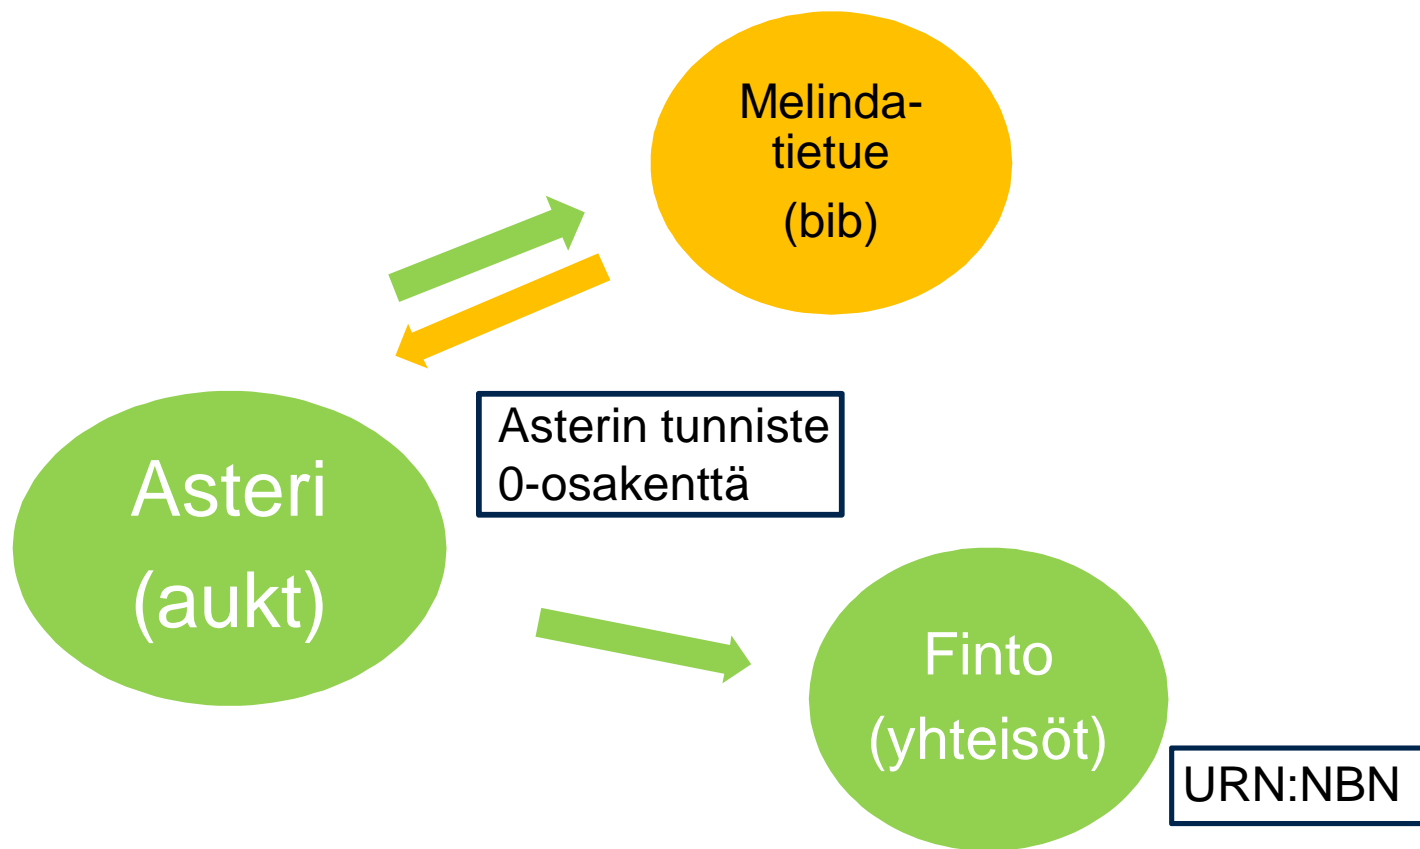 Melinda-
tietue
(bib)
Asterin tunniste
0-osakenttä
Asteri
(aukt)
Finto
(yhteisöt)
URN:NBN